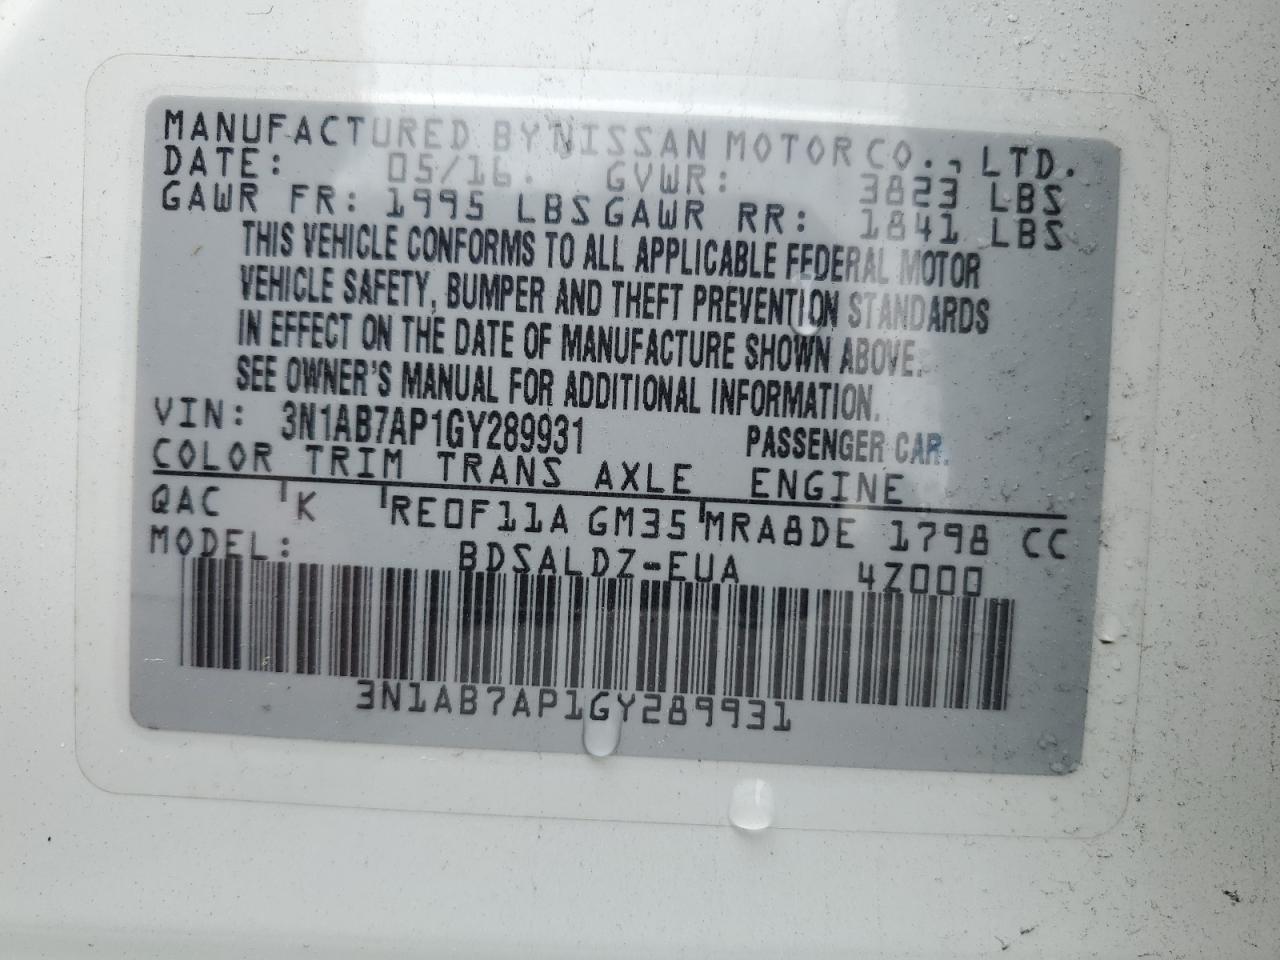 MANUFACTURED BY NISSAN MOTOR CO., LTD.
DATE: 05/16 GVWR: 3823 LBS
GAWR FR: 1995 LBS GAWR RR: 1841 LBS
THIS VEHICLE CONFORMS TO ALL APPLICABLE FEDERAL MOTOR
VEHICLE SAFETY, BUMPER AND THEFT PREVENTION STANDARDS
IN EFFECT ON THE DATE OF MANUFACTURE SHOWN ABOVE.
SEE OWNER'S MANUAL FOR ADDITIONAL INFORMATION.
VIN: 3N1AB7AP1GY289931 PASSENGER CAR.
COLOR TRIM TRANS AXLE ENGINE
QAC K RE0F11A GM35 MRA8DE 1798 CC
MODEL: BDSALDZ-EUA 4Z000
3N1AB7AP1GY289931